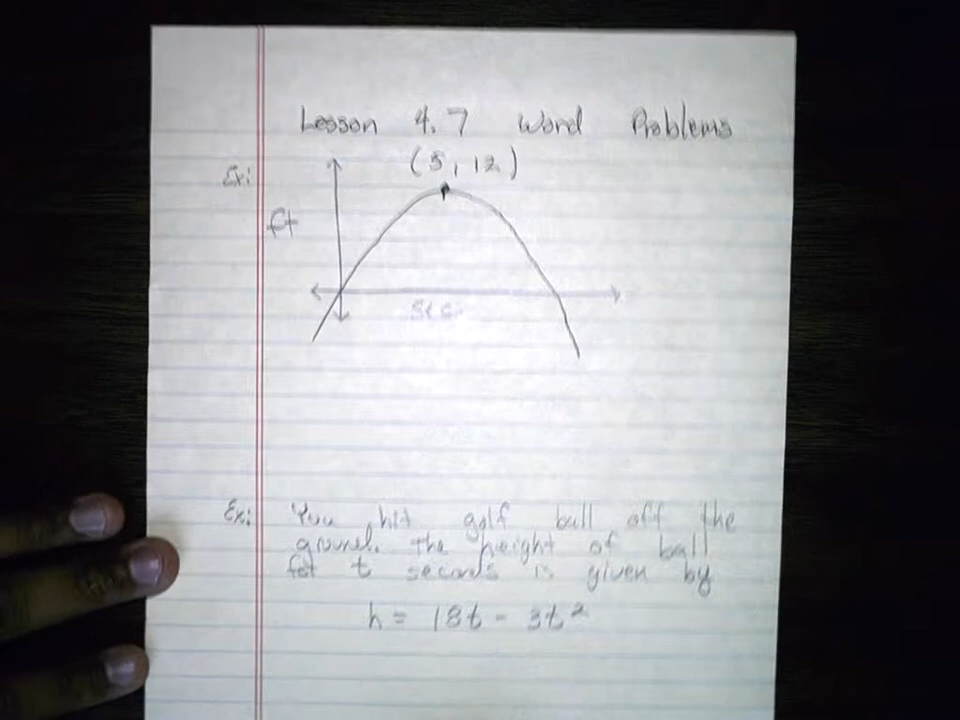 Lesson 4.7 Word Problems
(5, 12)
Ex:
ft
sec.
Ex: You hit golf ball off the
ground. The height of ball
for t seconds is given by
h = 18t - 3t²